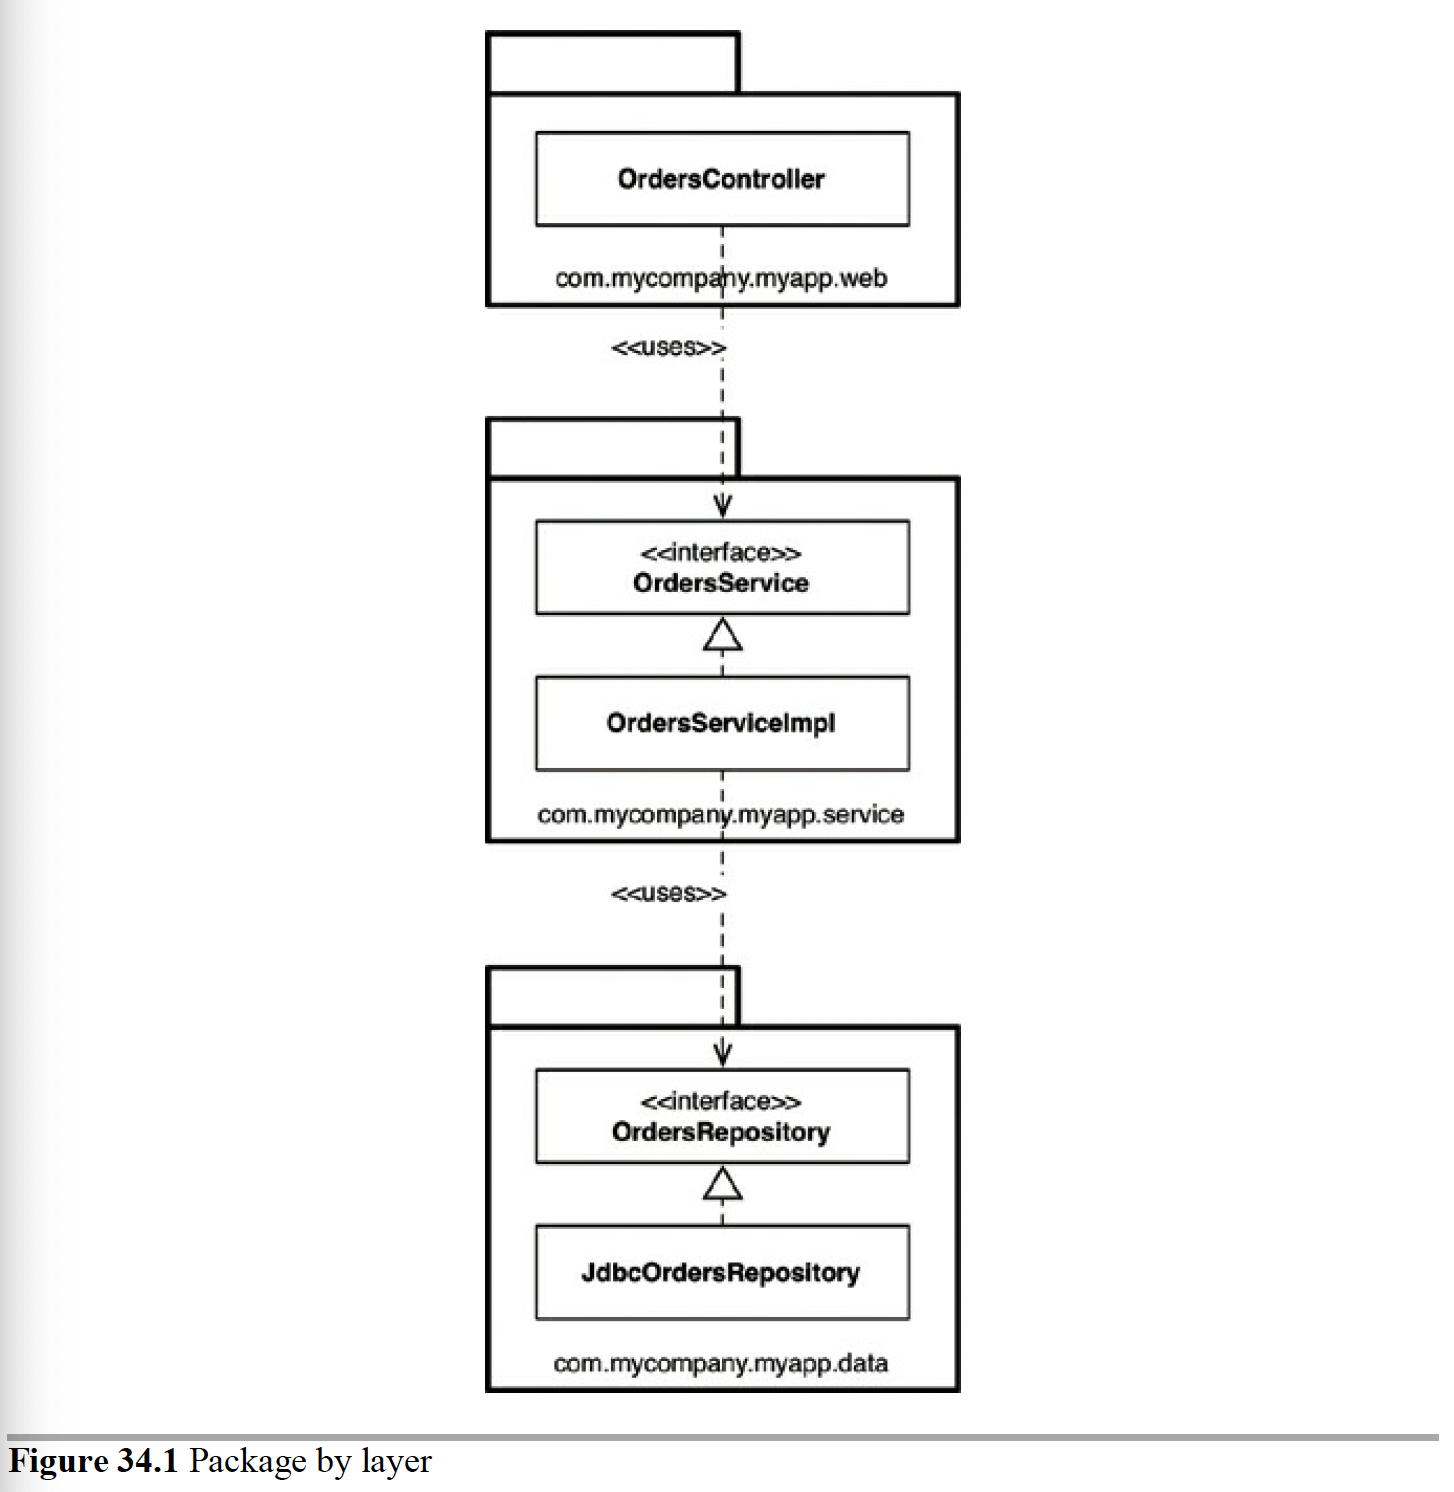 OrdersController
com.mycompany.myapp.web
<<uses>>
<<interface>>
OrdersService
OrdersServiceImpl
com.mycompany.myapp.service
<<uses>>
<<interface>>
OrdersRepository
JdbcOrdersRepository
com.mycompany.myapp.data
Figure 34.1 Package by layer